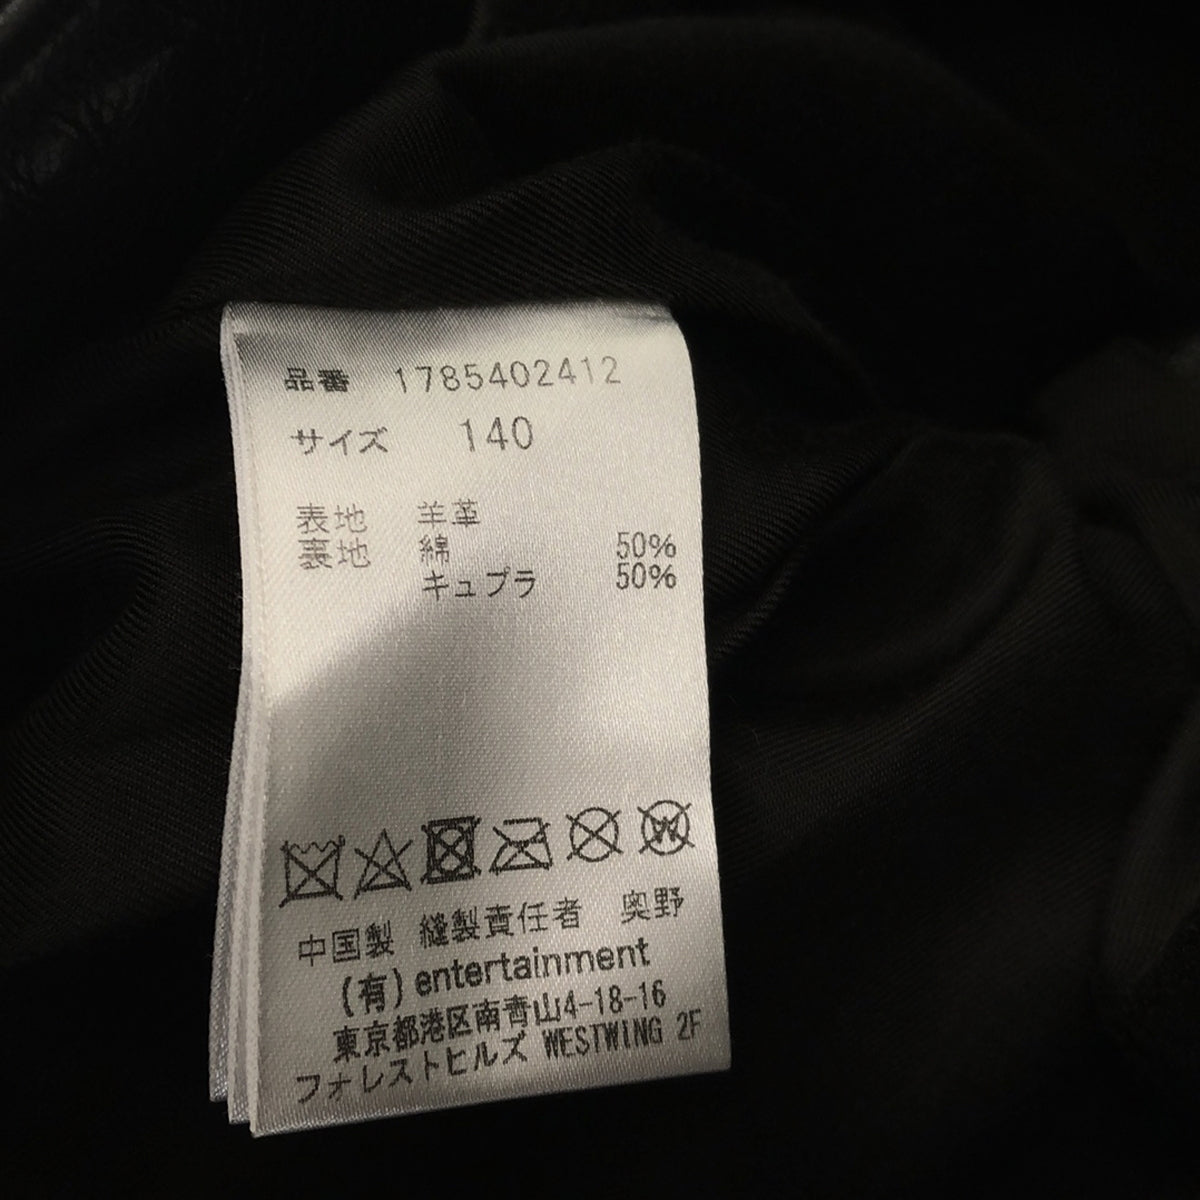 品番 1785402412
サイズ 140
表地 羊革
裏地 綿 50%
キュプラ 50%
W
中国製 縫製責任者 奥野
(有)entertainment
東京都港区南青山4-18-16
フォレストヒルズ WESTWING 2F